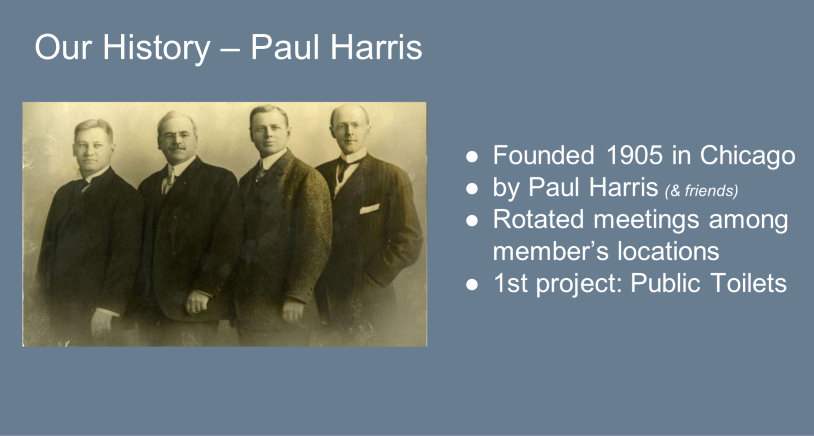 Our History – Paul Harris
● Founded 1905 in Chicago
● by Paul Harris (& friends)
● Rotated meetings among
member’s locations
● 1st project: Public Toilets